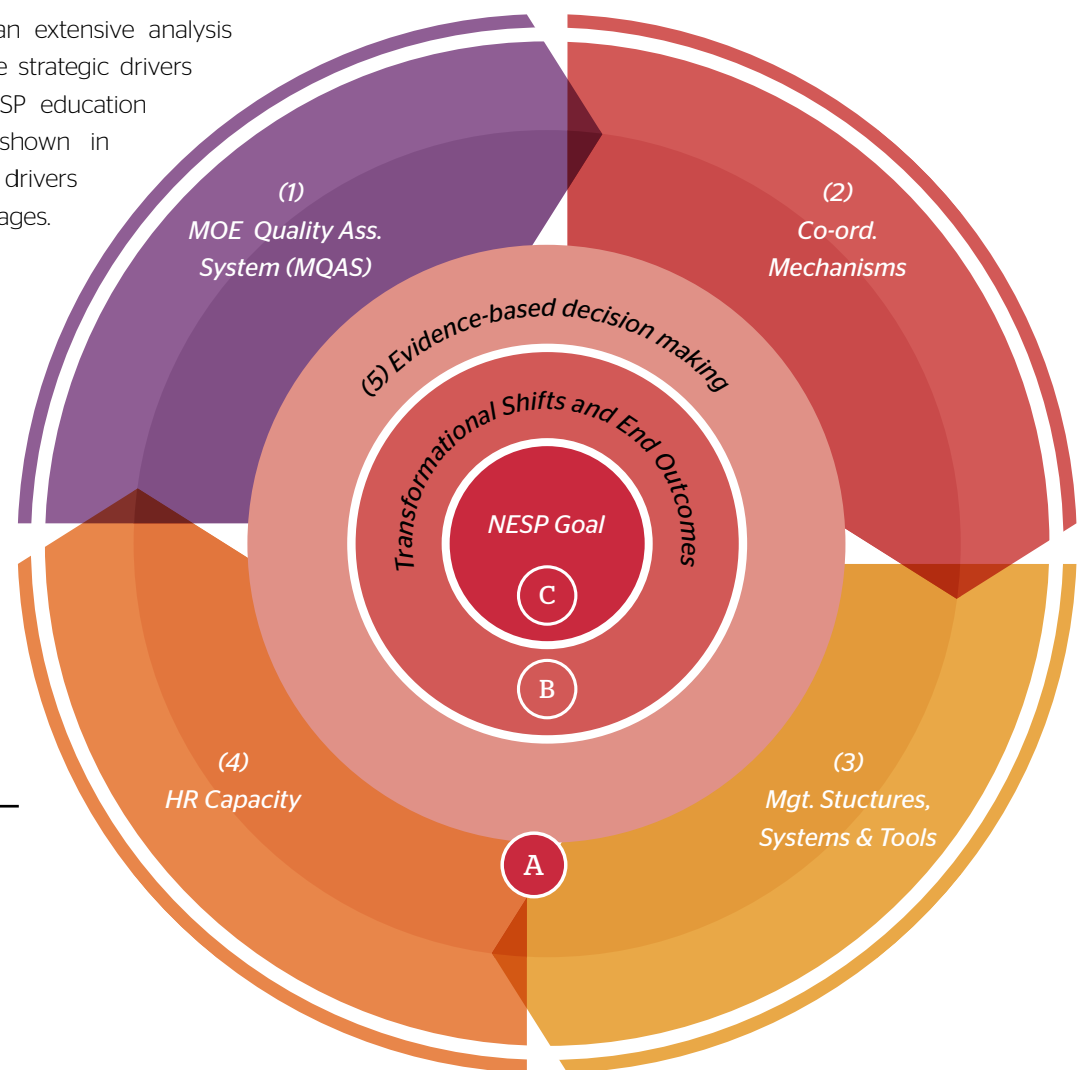 an extensive analysis
e strategic drivers
SP education
shown in
drivers
ages.
(1)
MOE Quality Ass.
System (MQAS)
(2)
Co-ord.
Mechanisms
(5) Evidence-based decision making
Transformational Shifts and End Outcomes
NESP Goal
C
B
(4)
HR Capacity
(3)
Mgt. Stuctures,
Systems & Tools
A